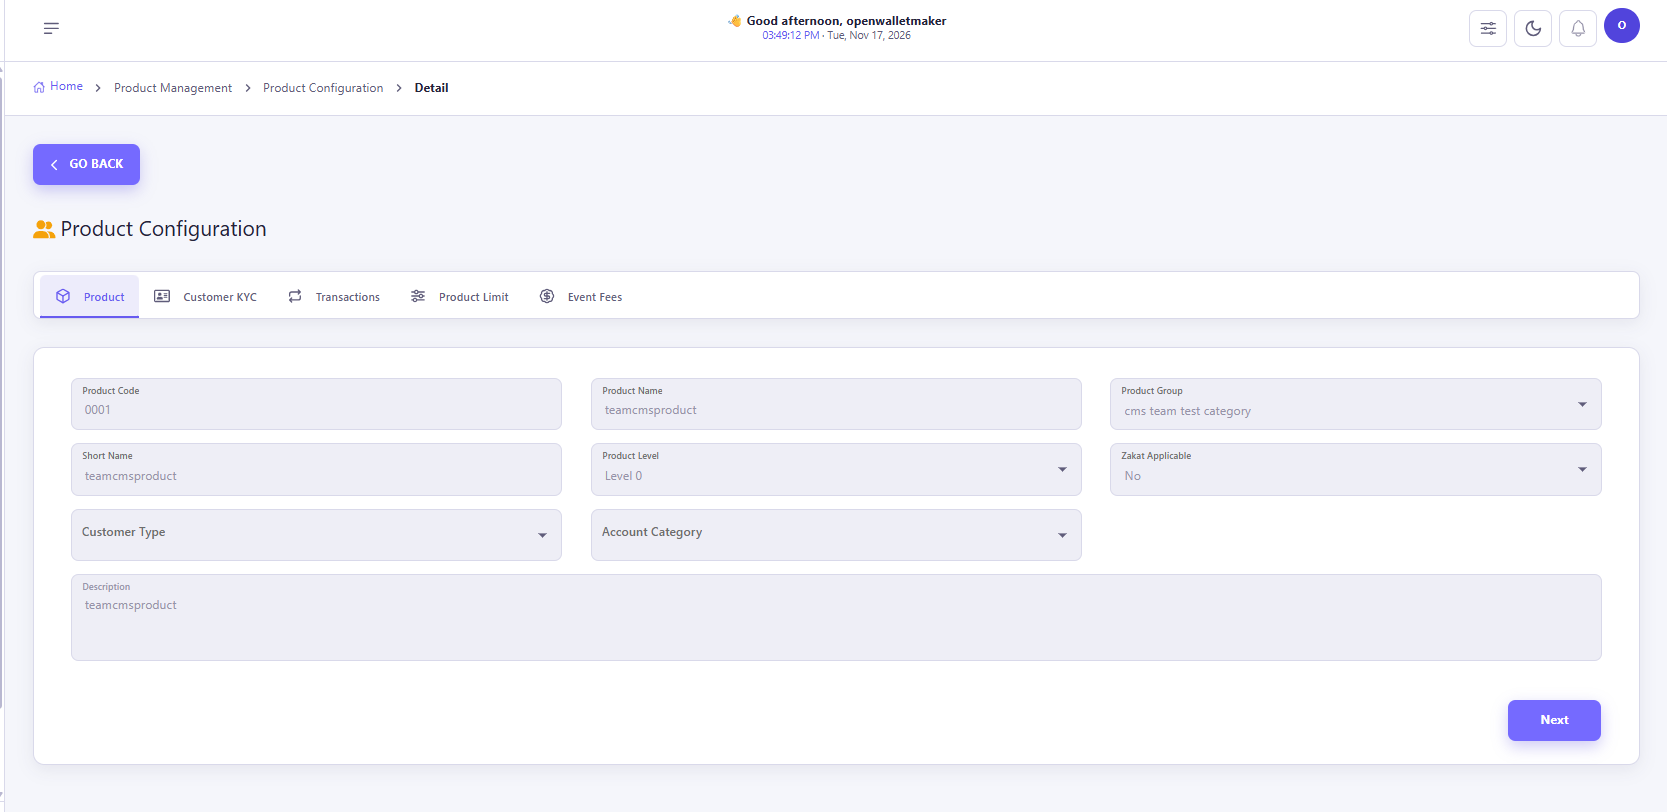 Good afternoon, openwalletmaker
03:49:12 PM · Tue, Nov 17, 2026
O
Home > Product Management > Product Configuration > Detail
GO BACK
Product Configuration
Product Customer KYC Transactions Product Limit Event Fees
Product Code Product Name Product Group
0001 teamcmsproduct cms team test category
Short Name Product Level Zakat Applicable
teamcmsproduct Level 0 No
Customer Type Account Category
Description
teamcmsproduct
Next